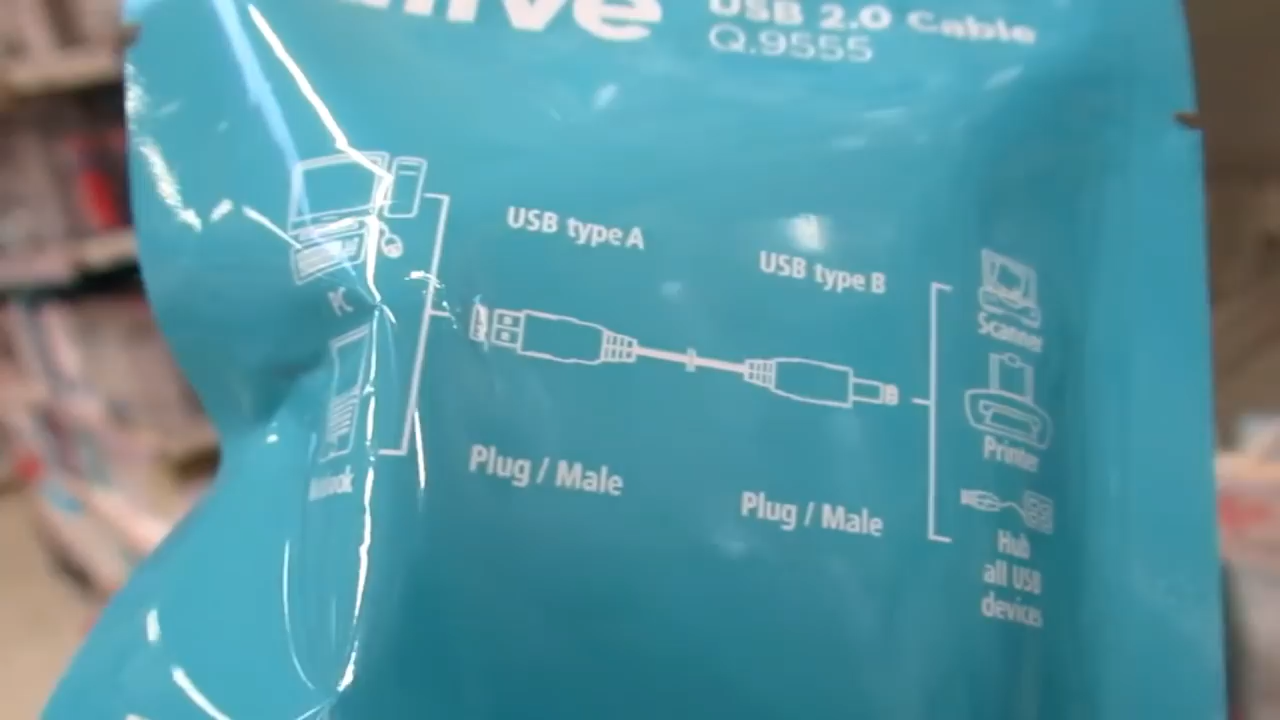 USB 2.0 Cable
Q.9555
USB type A
USB type B
PC
Scanner
Printer
Plug / Male
Plug / Male
Hub
all USB
devices